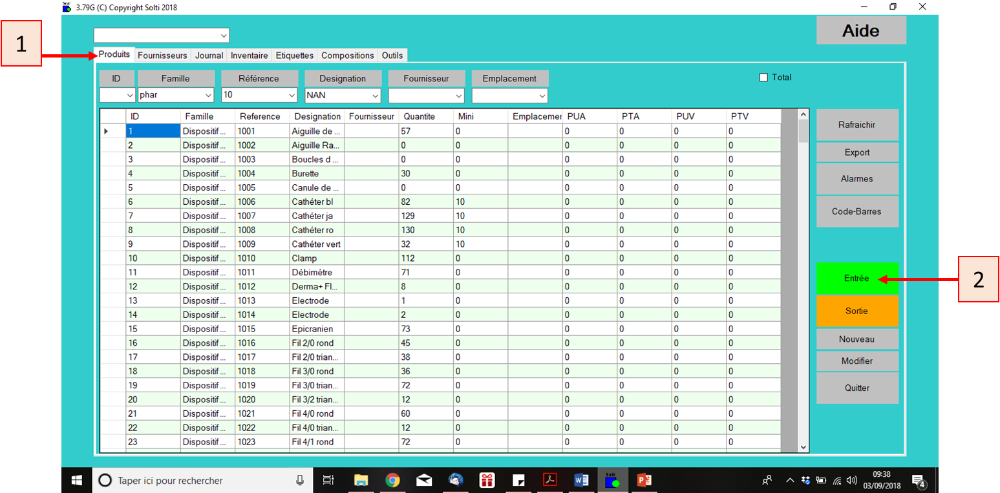 3.79G (C) Copyright Solti 2018
Aide
1
Produits Fournisseurs Journal Inventaire Etiquettes Compositions Outils
ID Famille Référence Designation Fournisseur Emplacement Total
phar 10 NAN
ID Famille Reference Designation Fournisseur Quantite Mini Emplacemer PUA PTA PUV PTV
1 Dispositif ... 1001 Aiguille de ... 57 0 0 0 0 0
2 Dispositif ... 1002 Aiguille Ra... 0 0 0 0 0 0
3 Dispositif ... 1003 Boucles d ... 0 0 0 0 0 0
4 Dispositif ... 1004 Burette 30 0 0 0 0 0
5 Dispositif ... 1005 Canule de ... 0 0 0 0 0 0
6 Dispositif ... 1006 Cathéter bl 82 10 0 0 0 0
7 Dispositif ... 1007 Cathéter ja 129 10 0 0 0 0
8 Dispositif ... 1008 Cathéter ro 130 10 0 0 0 0
9 Dispositif ... 1009 Cathéter vert 32 10 0 0 0 0
10 Dispositif ... 1010 Clamp 112 0 0 0 0 0
11 Dispositif ... 1011 Débimètre 71 0 0 0 0 0
12 Dispositif ... 1012 Derma+ Fl... 8 0 0 0 0 0
13 Dispositif ... 1013 Electrode 1 0 0 0 0 0
14 Dispositif ... 1014 Electrode 2 0 0 0 0 0
15 Dispositif ... 1015 Epicranien 73 0 0 0 0 0
16 Dispositif ... 1016 Fil 2/0 rond 45 0 0 0 0 0
17 Dispositif ... 1017 Fil 2/0 trian... 38 0 0 0 0 0
18 Dispositif ... 1018 Fil 3/0 rond 36 0 0 0 0 0
19 Dispositif ... 1019 Fil 3/0 trian... 72 0 0 0 0 0
20 Dispositif ... 1020 Fil 3/2 trian... 12 0 0 0 0 0
21 Dispositif ... 1021 Fil 4/0 rond 60 0 0 0 0 0
22 Dispositif ... 1022 Fil 4/0 trian... 12 0 0 0 0 0
23 Dispositif ... 1023 Fil 4/1 rond 72 0 0 0 0 0
Rafraichir
Export
Alarmes
Code-Barres
Entrée
2
Sortie
Nouveau
Modifier
Quitter
Taper ici pour rechercher
Solti
09:38
03/09/2018
4